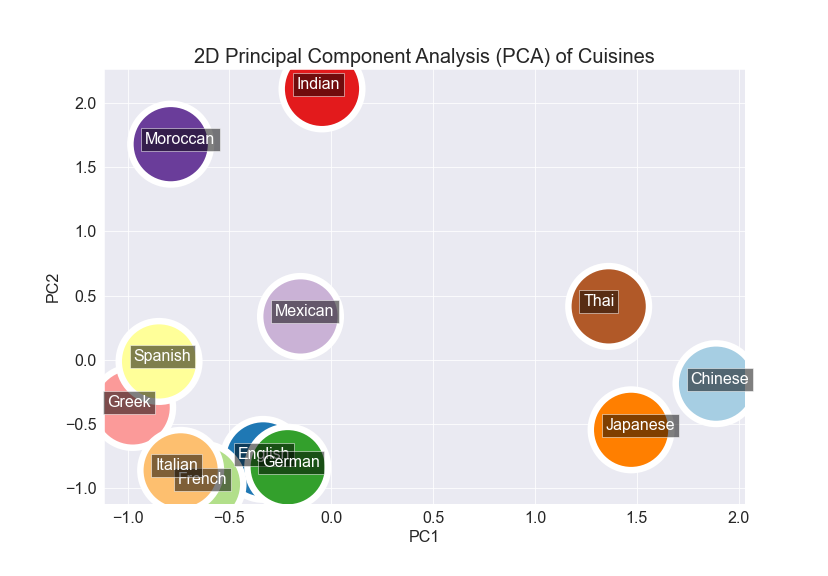 2D Principal Component Analysis (PCA) of Cuisines
Indian
2.0
Moroccan
1.5
1.0
PC2
0.5
Mexican
Thai
0.0
Spanish
Chinese
Greek
−0.5
Japanese
English
German
Italian
French
−1.0
−1.0 −0.5 0.0 0.5 1.0 1.5 2.0
PC1